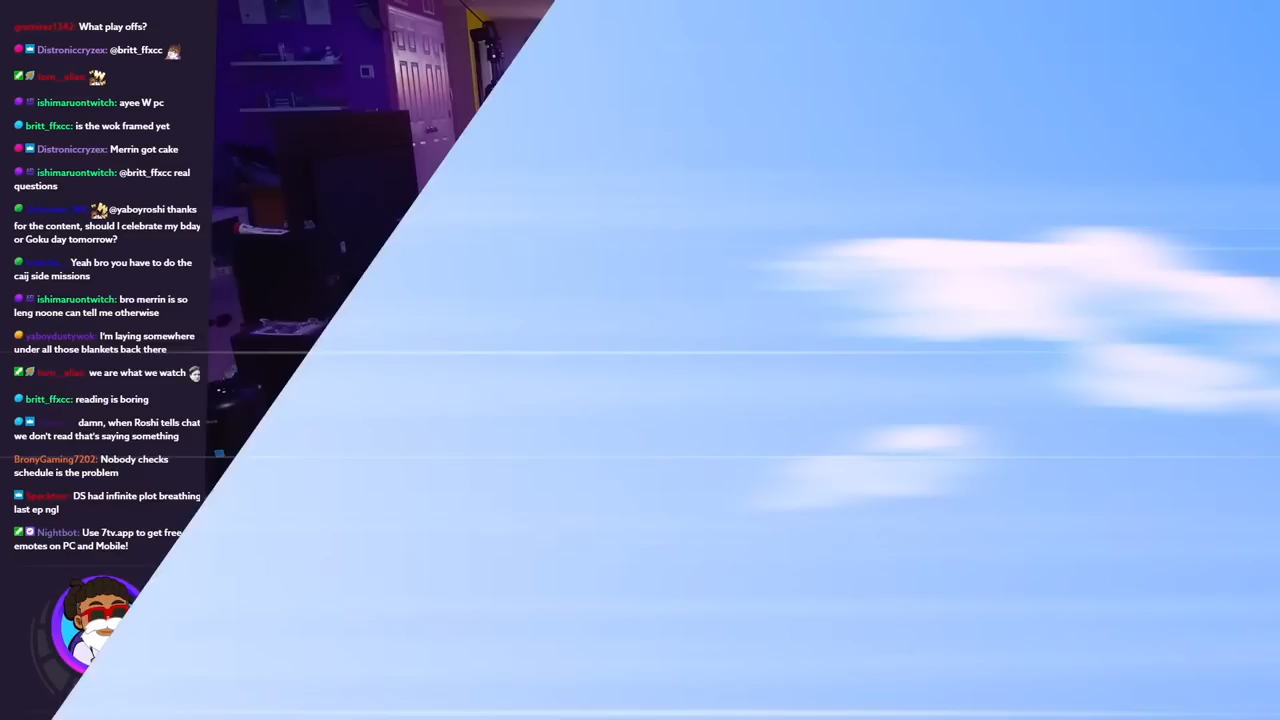 gramirez1342: What play offs?
Distroniccryzex: @britt_ffxcc
torn__alias:
ishimaruontwitch: ayee W pc
britt_ffxcc: is the wok framed yet
Distroniccryzex: Merrin got cake
ishimaruontwitch: @britt_ffxcc real
questions
@yaboyroshi thanks
for the content, should I celebrate my bday
or Goku day tomorrow?
Yeah bro you have to do the
caij side missions
ishimaruontwitch: bro merrin is so
leng noone can tell me otherwise
yaboydustywok: I'm laying somewhere
under all those blankets back there
torn__alias: we are what we watch
britt_ffxcc: reading is boring
damn, when Roshi tells chat
we don't read that's saying something
BronyGaming7202: Nobody checks
schedule is the problem
DS had infinite plot breathing
last ep ngl
Nightbot: Use 7tv.app to get free
emotes on PC and Mobile!